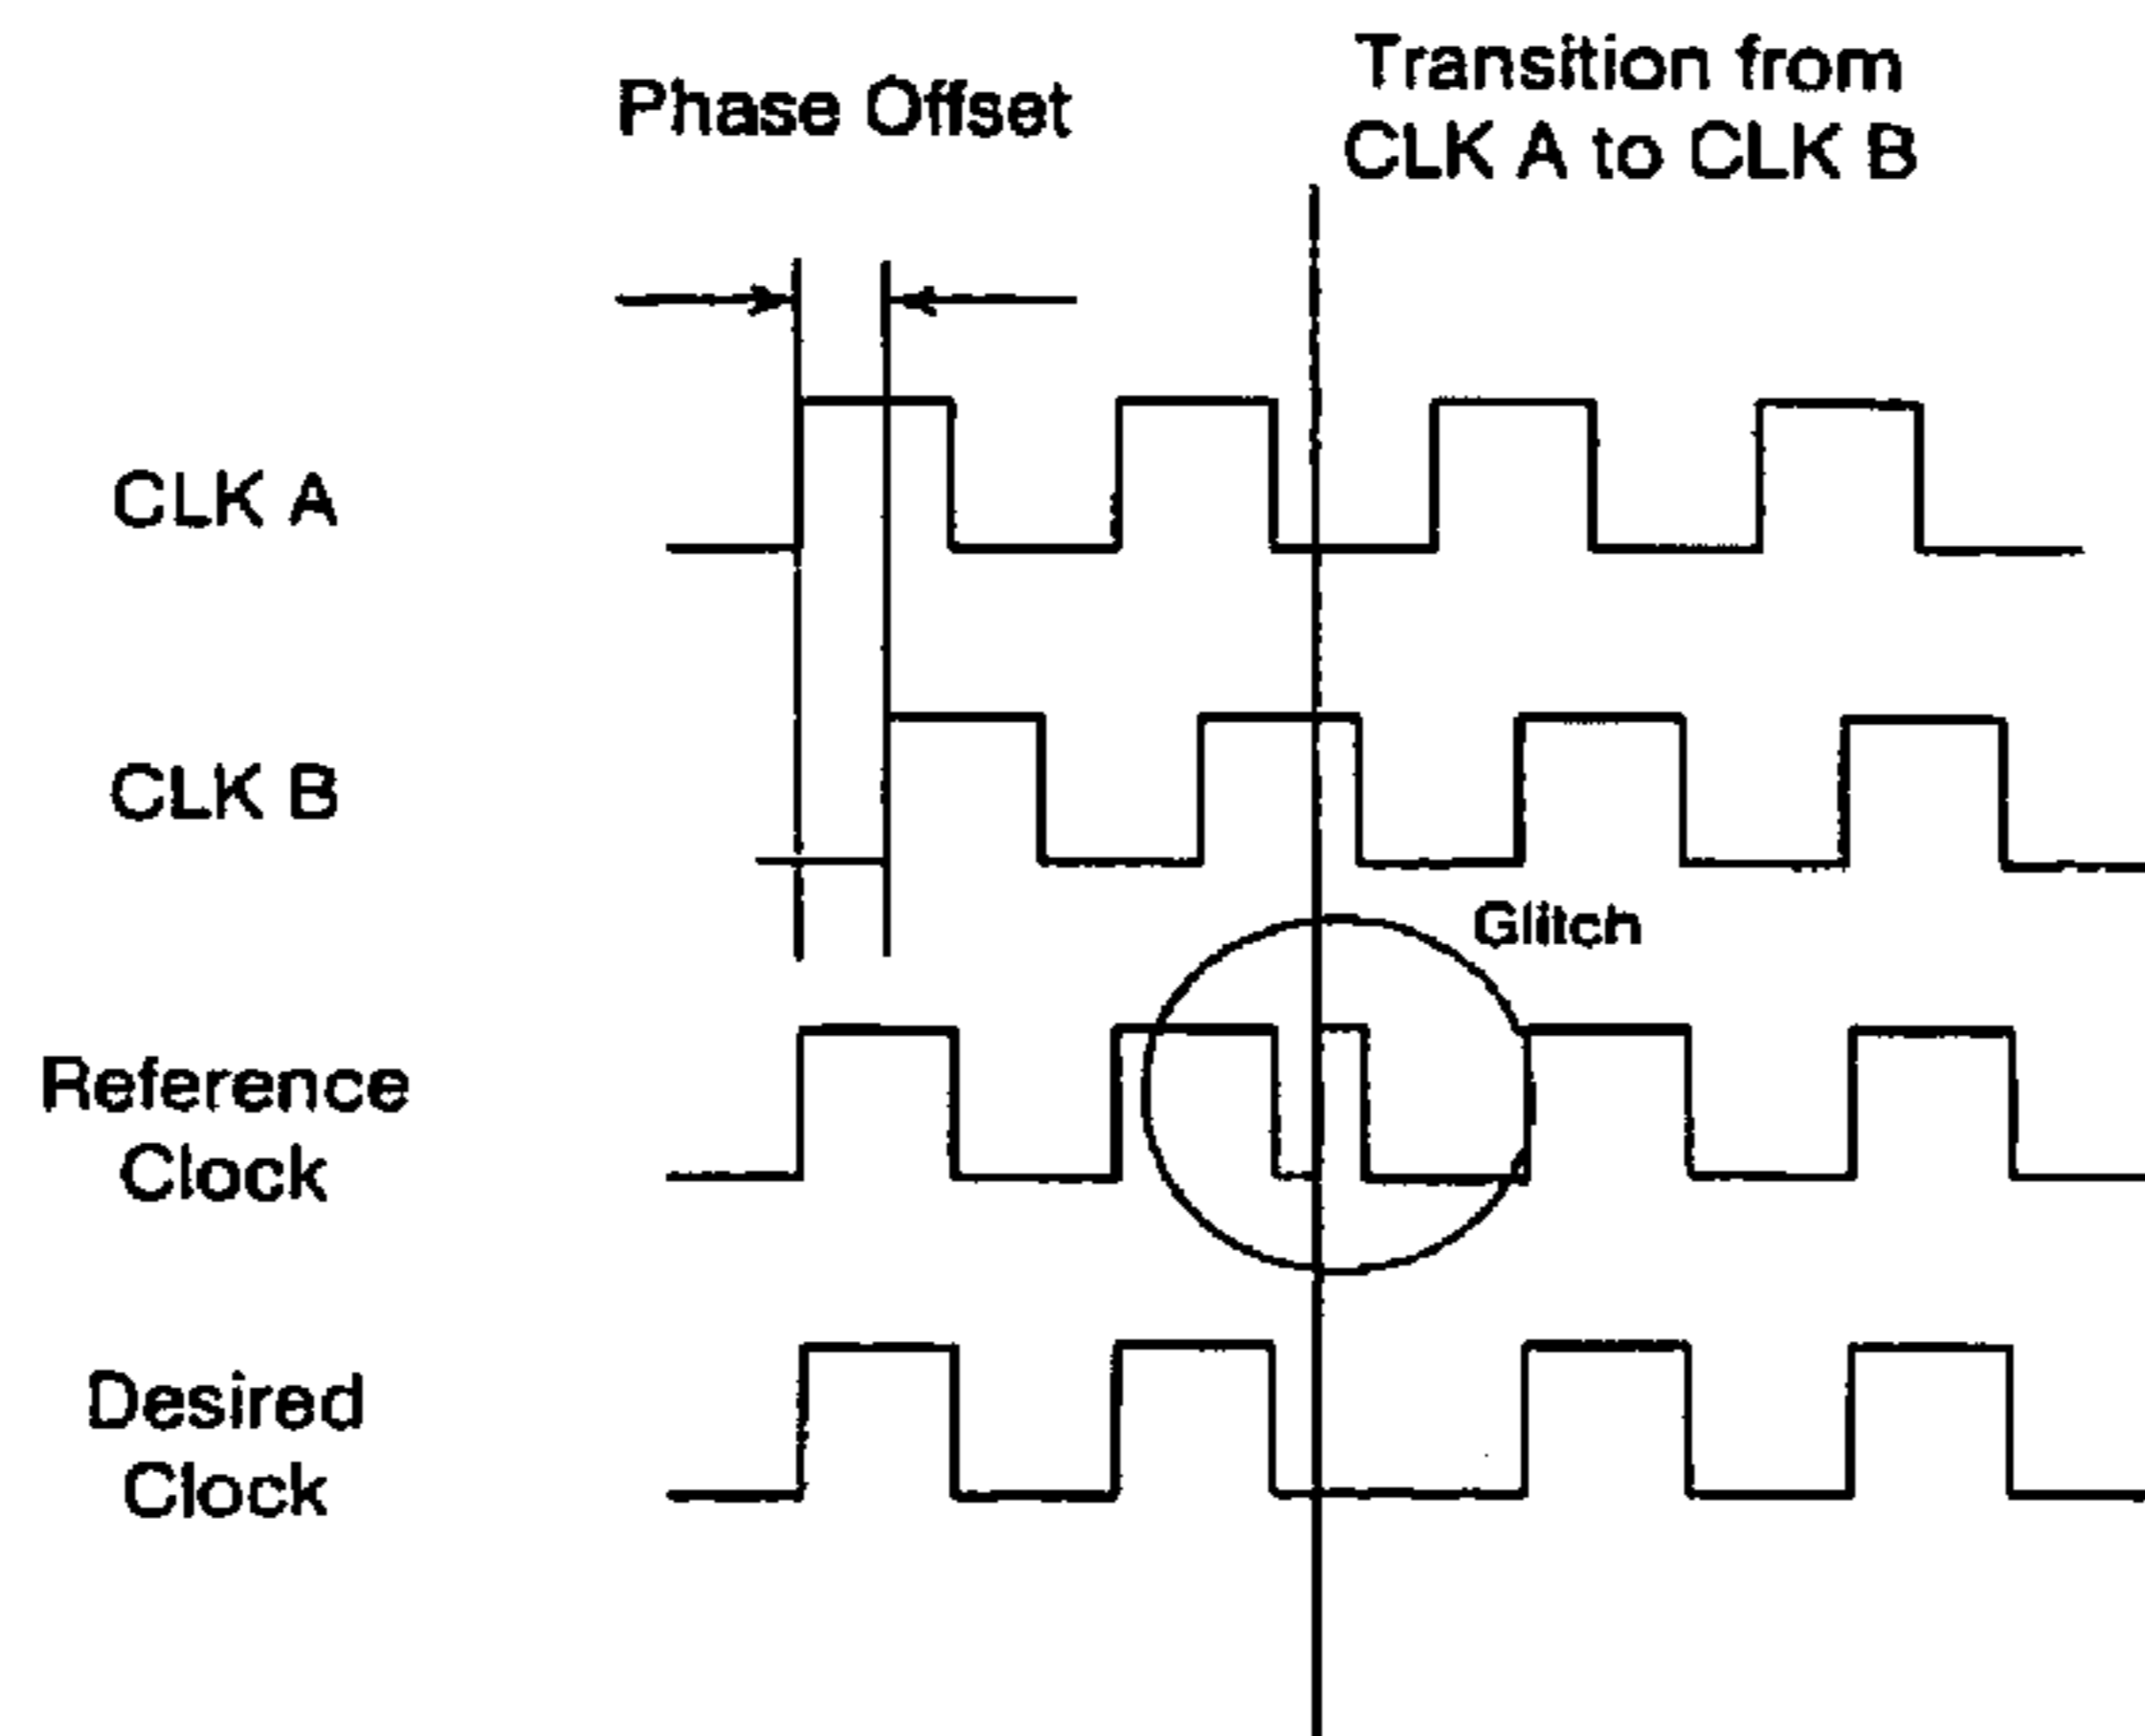 Phase Offset
Transition from
CLK A to CLK B
CLK A
CLK B
Glitch
Reference
Clock
Desired
Clock